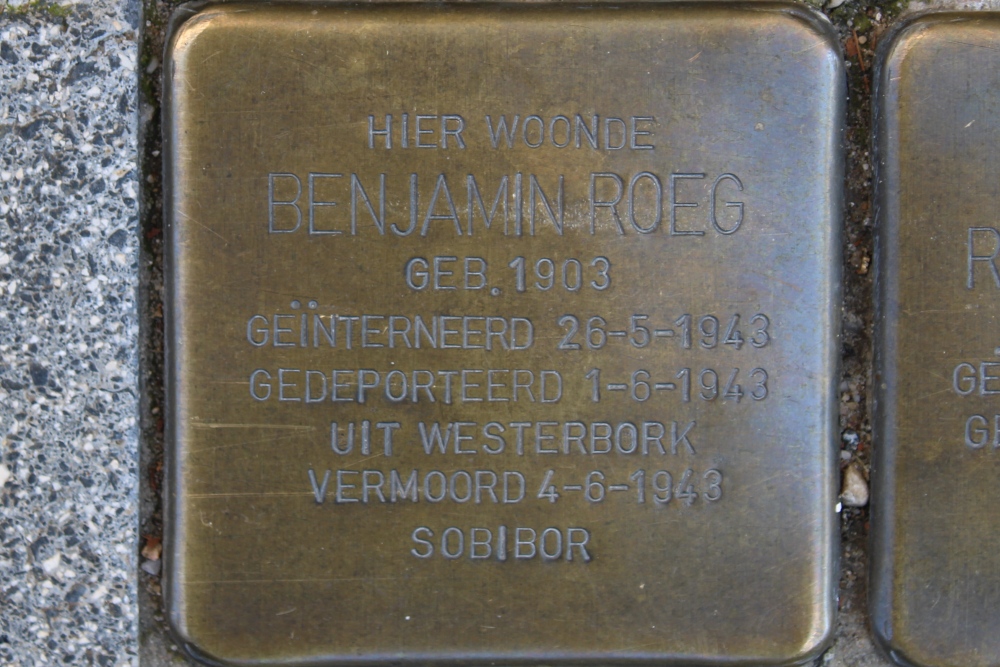 HIER WOONDE
BENJAMIN ROEG
GEB. 1903
GEÏNTERNEERD 26-5-1943
GEDEPORTEERD 1-6-1943
UIT WESTERBORK
VERMOORD 4-6-1943
SOBIBOR